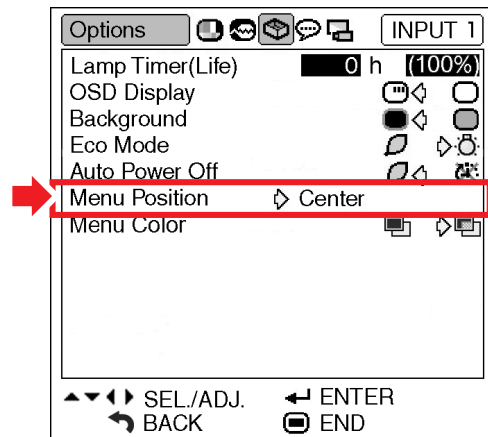 Options INPUT 1
Lamp Timer(Life) 0 h (100%)
OSD Display
Background
Eco Mode
Auto Power Off
Menu Position Center
Menu Color
SEL./ADJ. ENTER
BACK END